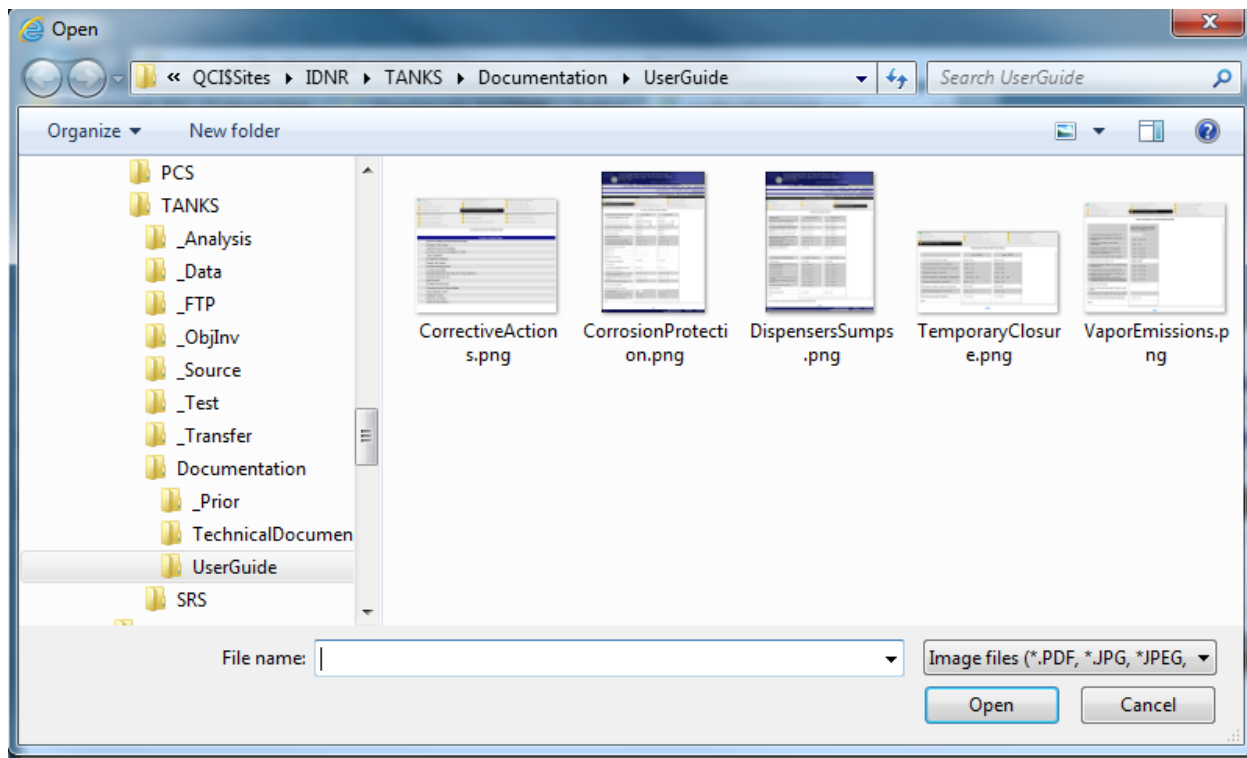 Open
x
« QCI$Sites ▸ IDNR ▸ TANKS ▸ Documentation ▸ UserGuide
Search UserGuide
Organize ▼ New folder
PCS
TANKS
_Analysis
_Data
_FTP
_ObjInv
_Source
_Test
_Transfer
Documentation
_Prior
TechnicalDocumen
UserGuide
SRS
CorrectiveAction
s.png
CorrosionProtecti
on.png
DispensersSumps
.png
TemporaryClosur
e.png
VaporEmissions.p
ng
File name:
Image files (*.PDF, *.JPG, *JPEG,
Open
Cancel